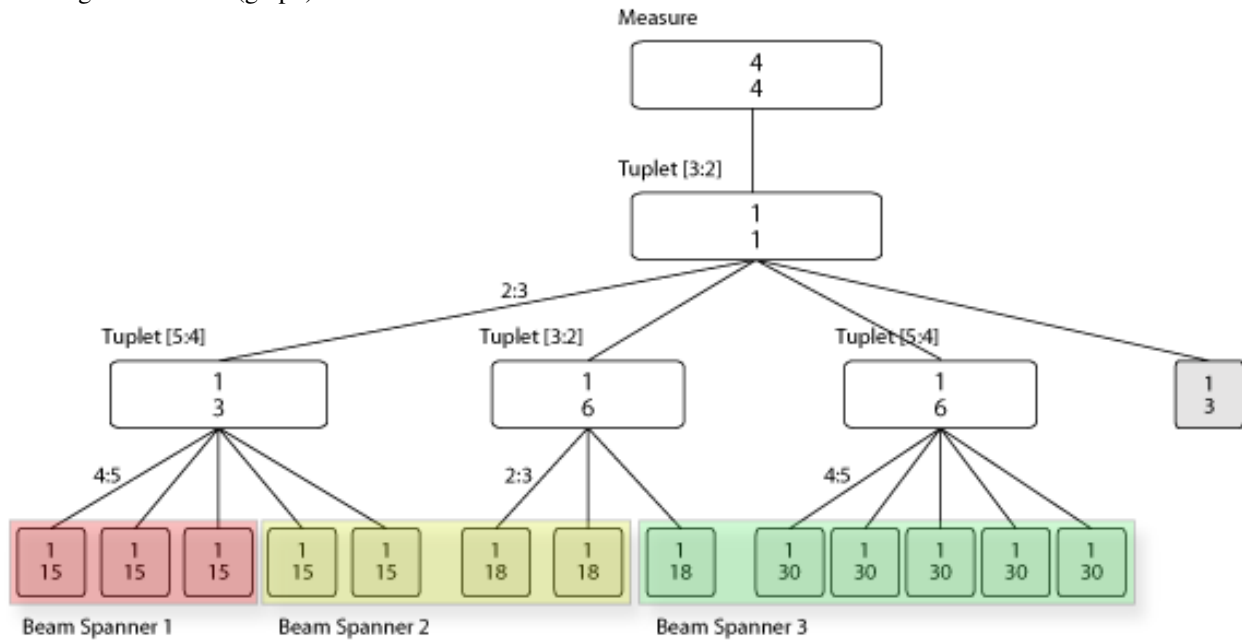 Measure
4
4
Tuplet [3:2]
1
1
2:3
Tuplet [5:4] Tuplet [3:2] Tuplet [5:4]
1 1 1 1
3 6 6 3
4:5 2:3 4:5
1 1 1 1 1 1 1 1 1 1 1 1 1
15 15 15 15 15 18 18 18 30 30 30 30 30
Beam Spanner 1 Beam Spanner 2 Beam Spanner 3